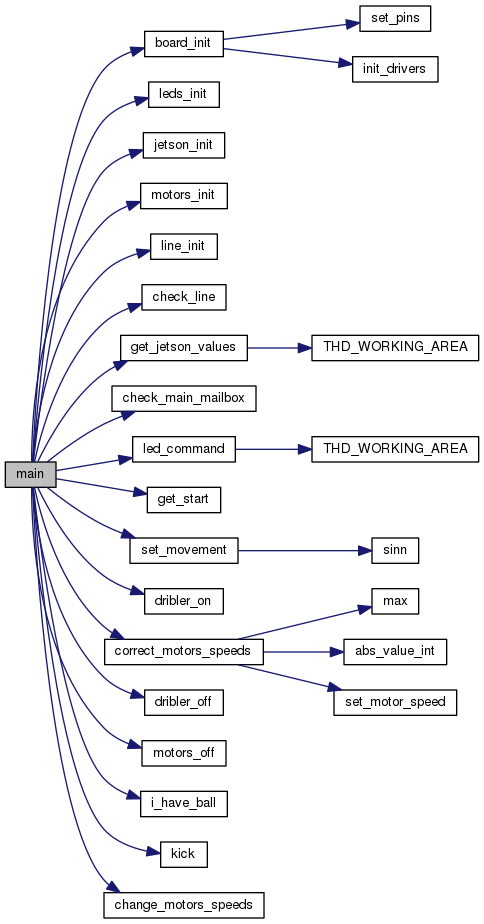 set_pins
board_init
init_drivers
leds_init
jetson_init
motors_init
line_init
check_line
get_jetson_values
THD_WORKING_AREA
check_main_mailbox
led_command
THD_WORKING_AREA
main
get_start
set_movement
sinn
dribler_on
max
correct_motors_speeds
abs_value_int
dribler_off
set_motor_speed
motors_off
i_have_ball
kick
change_motors_speeds